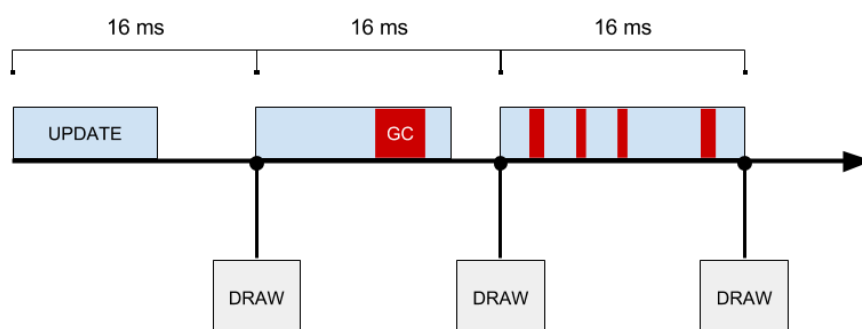 16 ms
16 ms
16 ms
UPDATE
GC
DRAW
DRAW
DRAW